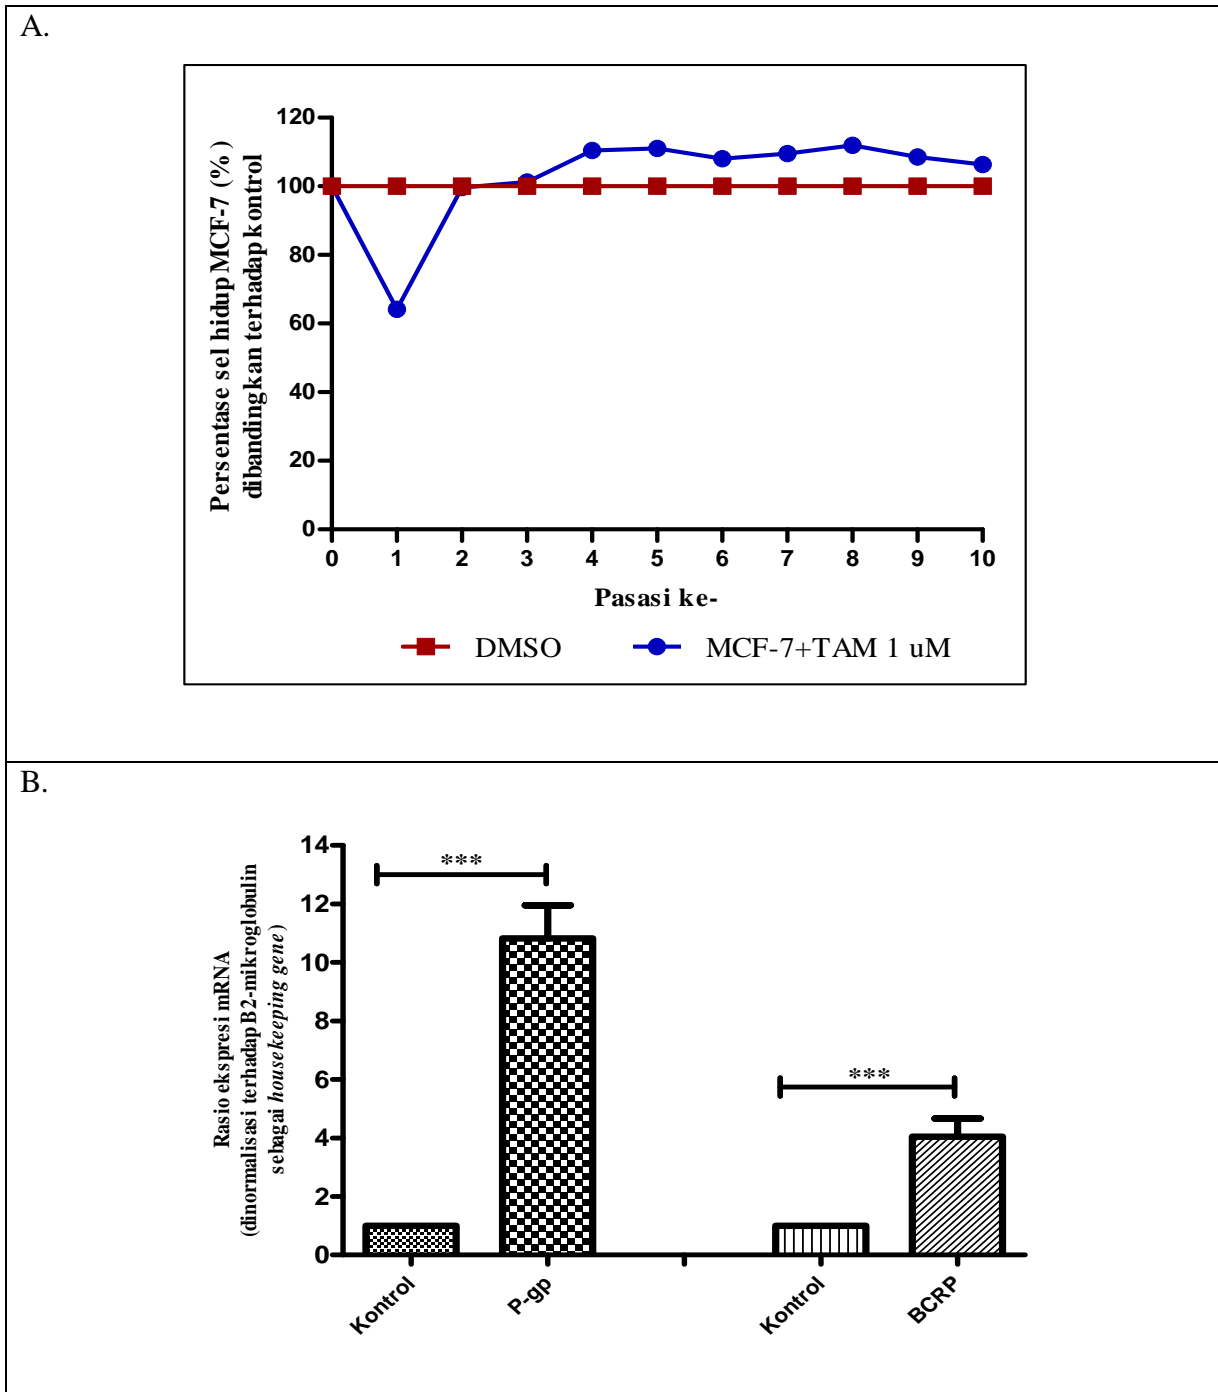 A.
Persentase sel hidup MCF-7 (%)
dibandingkan terhadap kontrol
120
100
80
60
40
20
0
0 1 2 3 4 5 6 7 8 9 10
Pasasi ke-
DMSO MCF-7+TAM 1 uM
B.
Rasio ekspresi mRNA
(dinormalisasi terhadap B2-mikroglobulin
sebagai housekeeping gene)
14
12
10
8
6
4
2
0
***
***
Kontrol P-gp Kontrol BCRP